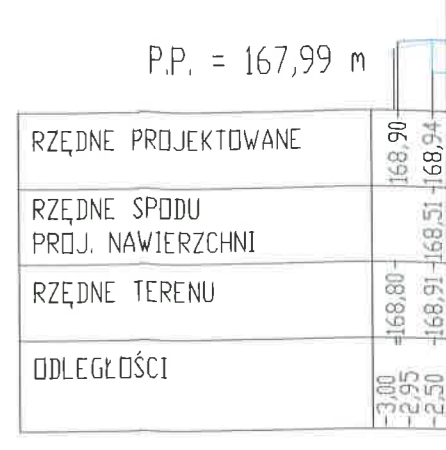 P.P. = 167,99 m
RZĘDNE PROJEKTOWANE
168,90
168,94
RZĘDNE SPODU
PROJ. NAWIERZCHNI
168,51
RZĘDNE TERENU
168,80
168,91
ODLEGŁOŚCI
-3,00
-2,95
-2,50